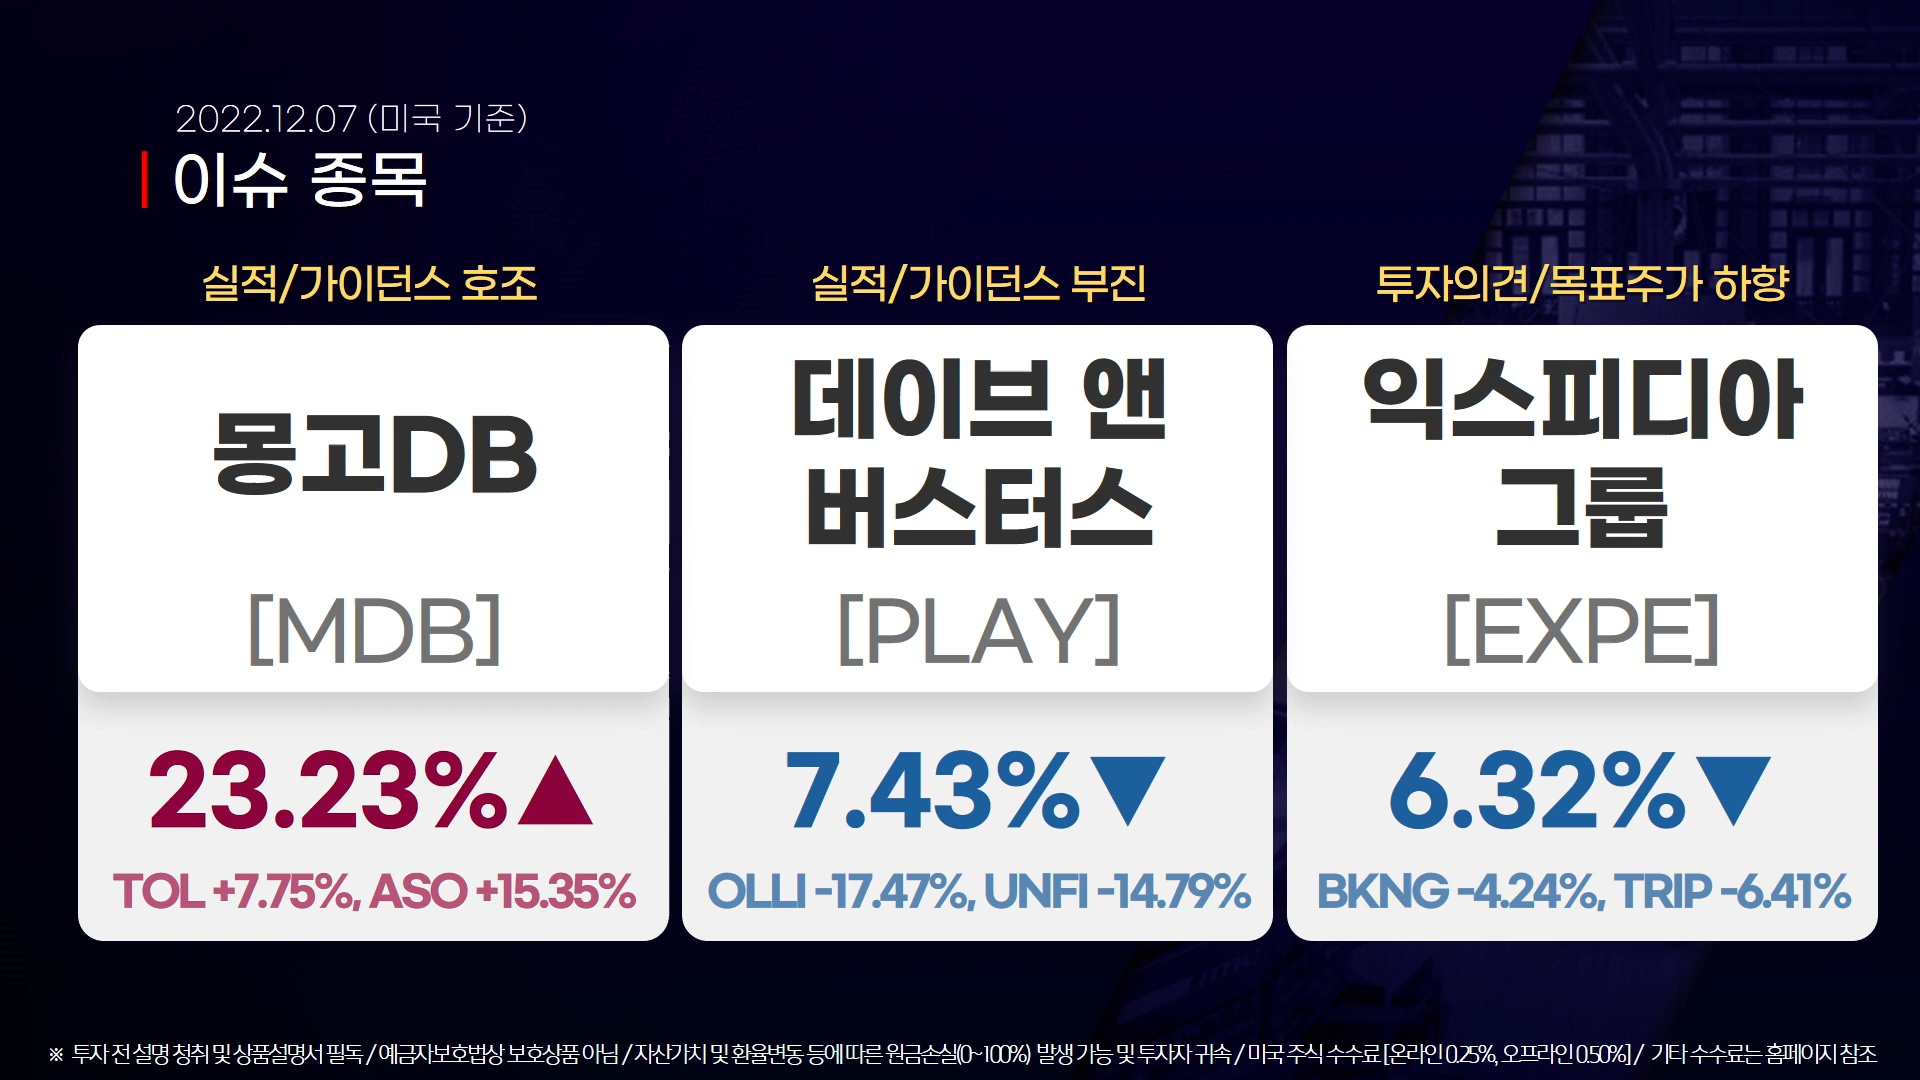 2022.12.07 (미국 기준)
이슈 종목
실적/가이던스 호조
몽고DB
[MDB]
23.23%▲
TOL +7.75%, ASO +15.35%
실적/가이던스 부진
데이브 앤
버스터스
[PLAY]
7.43%▼
OLLI -17.47%, UNFI -14.79%
투자의견/목표주가 하향
익스피디아
그룹
[EXPE]
6.32%▼
BKNG -4.24%, TRIP -6.41%
※ 투자 전 설명 청취 및 상품설명서 필독 / 예금자보호법상 보호상품 아님 / 자산가치 및 환율변동 등에 따른 원금손실(0~100%) 발생 가능 및 투자자 귀속 / 미국 주식 수수료 [온라인 0.25%, 오프라인 0.50%] / 기타 수수료는 홈페이지 참조